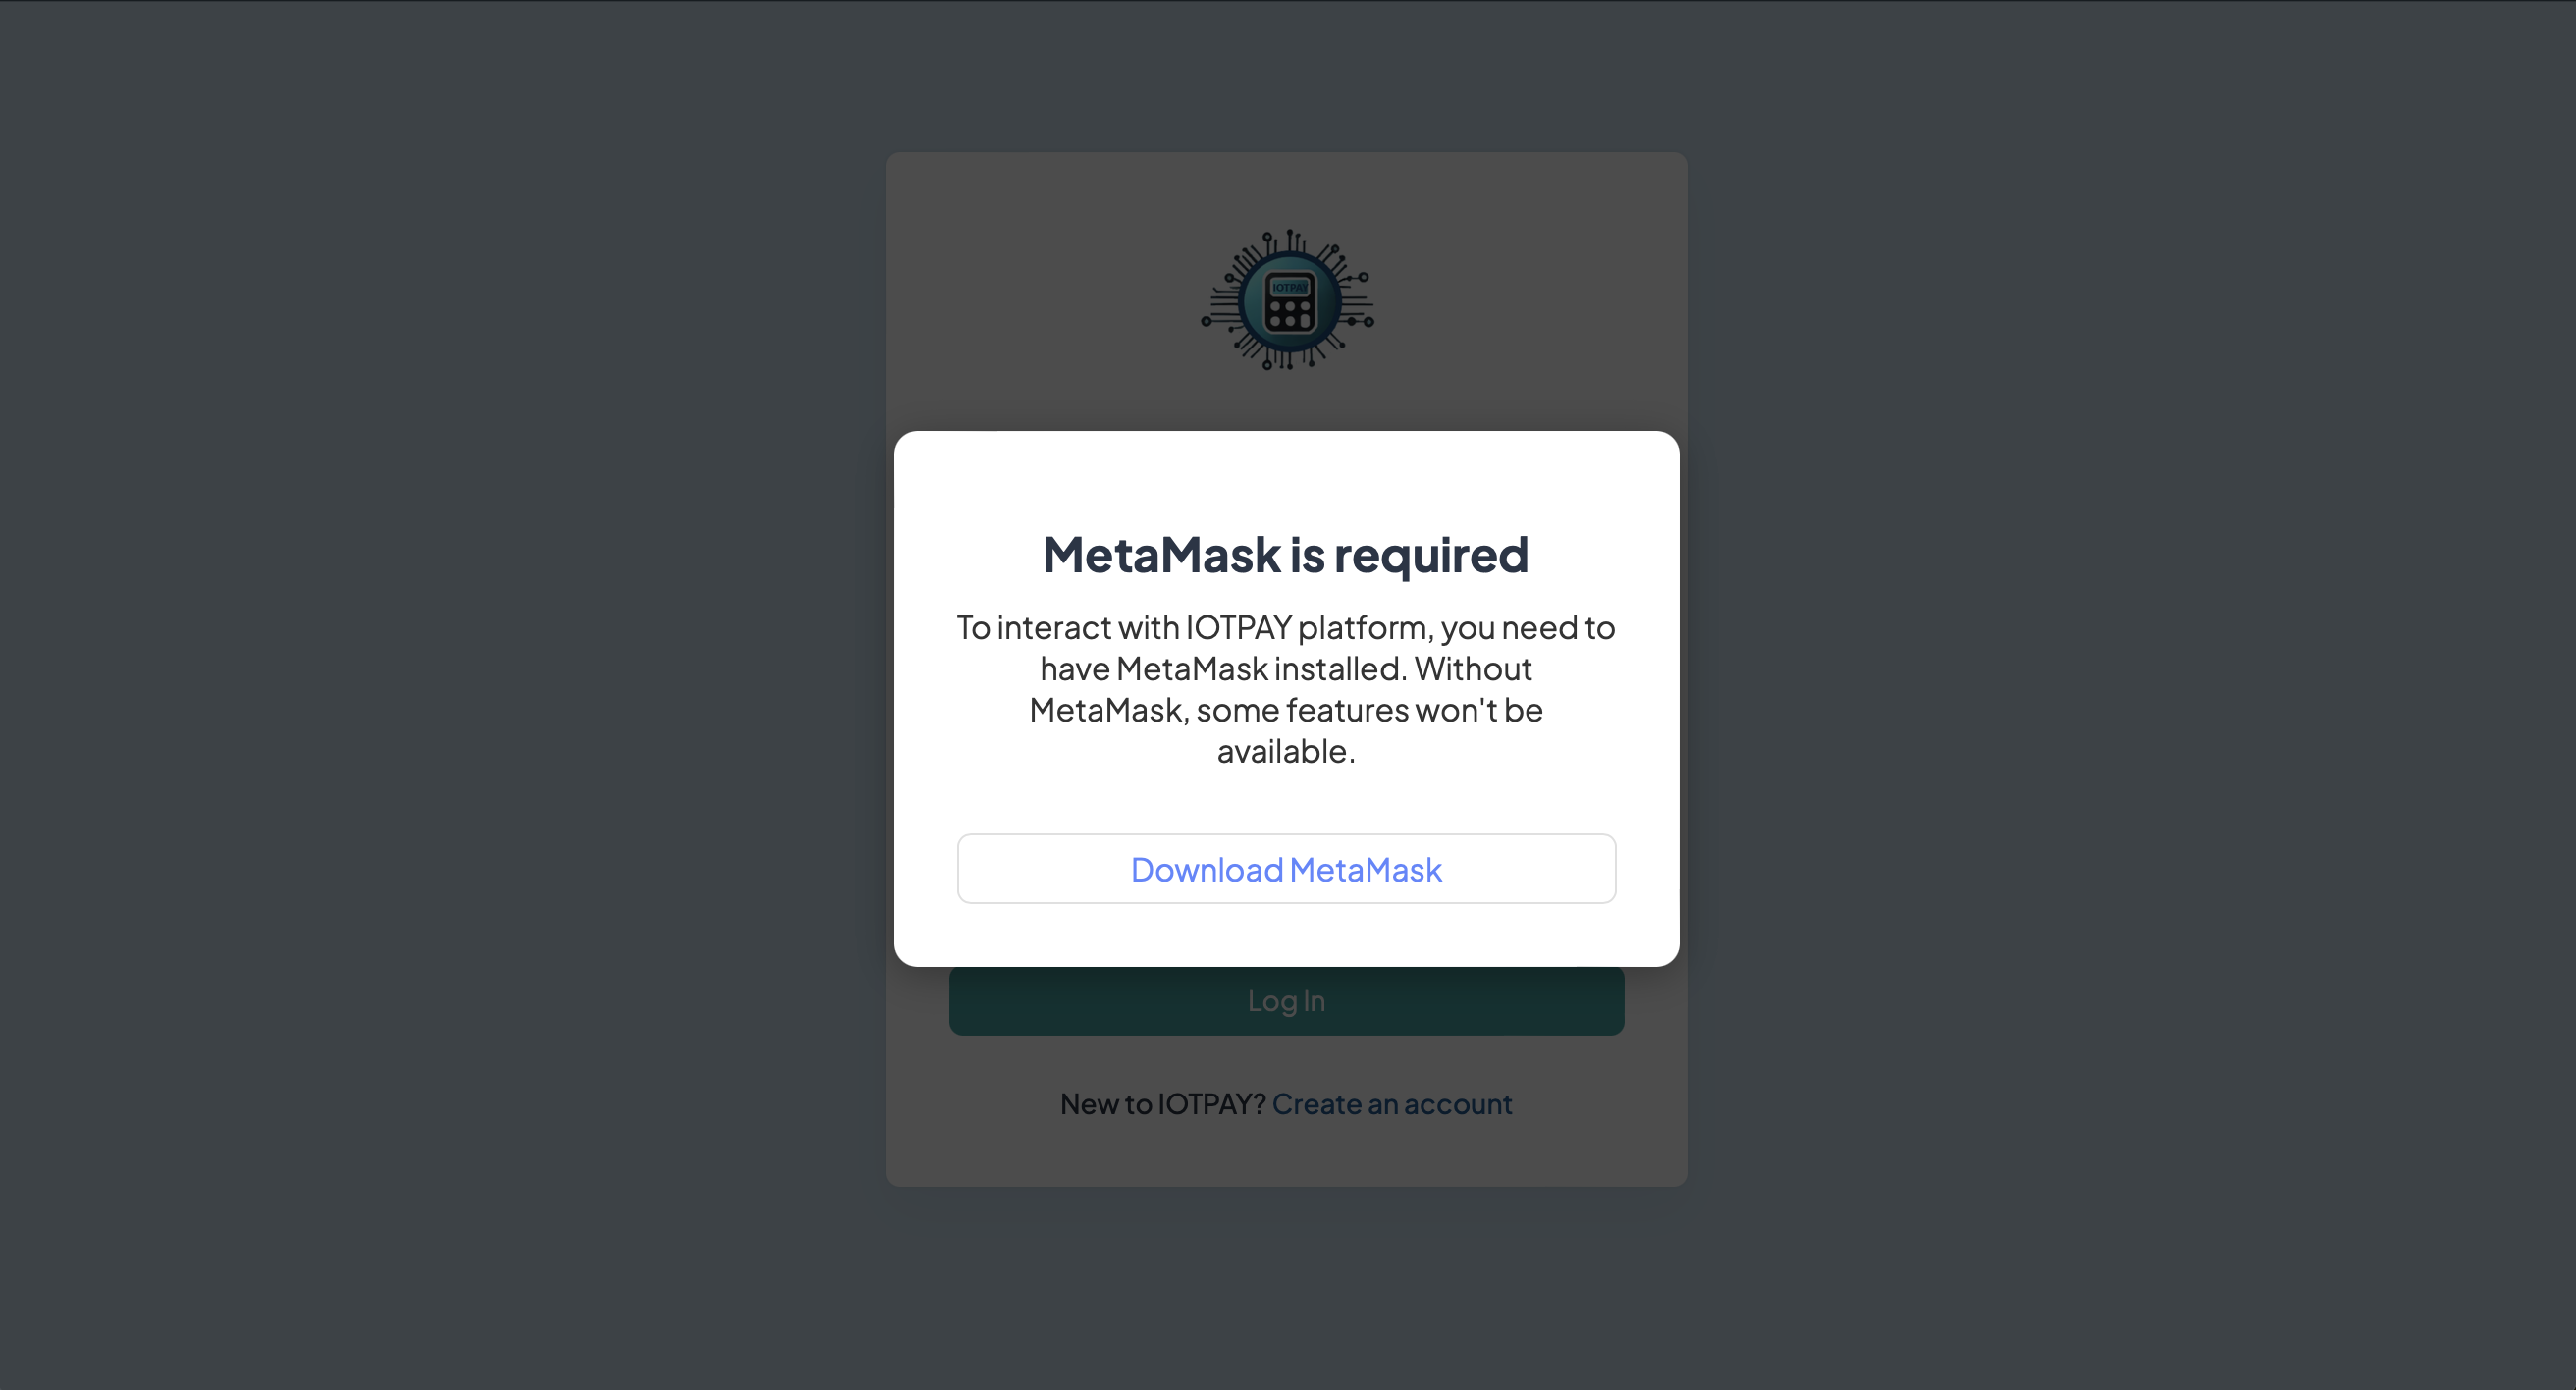 IOTPAY
MetaMask is required
To interact with IOTPAY platform, you need to
have MetaMask installed. Without
MetaMask, some features won't be
available.
Download MetaMask
Log In
New to IOTPAY? Create an account